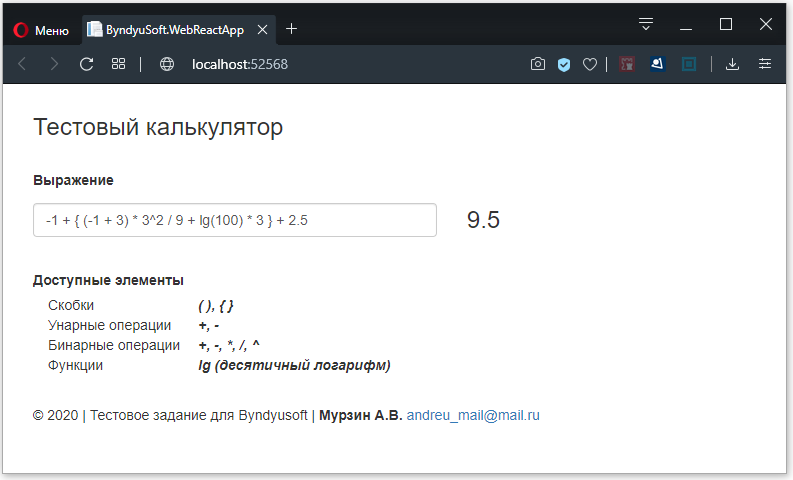 Меню
ByndyuSoft.WebReactApp
localhost:52568
Тестовый калькулятор
Выражение
-1 + { (-1 + 3) * 3^2 / 9 + lg(100) * 3 } + 2.5 9.5
Доступные элементы
Скобки ( ), { }
Унарные операции +, -
Бинарные операции +, -, *, /, ^
Функции lg (десятичный логарифм)
© 2020 | Тестовое задание для Byndyusoft | Мурзин А.В. andreu_mail@mail.ru